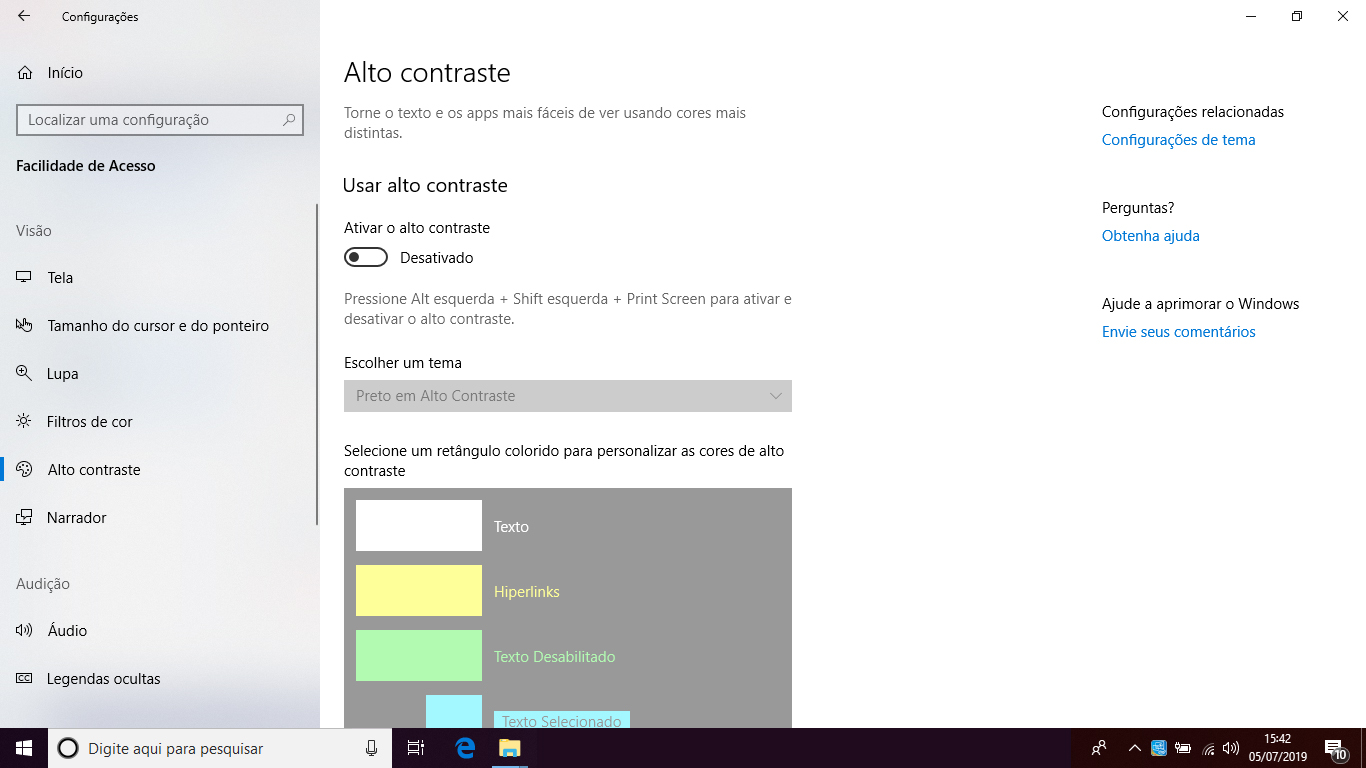 Configurações
Início
Localizar uma configuração
Facilidade de Acesso
Visão
Tela
Tamanho do cursor e do ponteiro
Lupa
Filtros de cor
Alto contraste
Narrador
Audição
Áudio
Legendas ocultas
Alto contraste
Torne o texto e os apps mais fáceis de ver usando cores mais
distintas.
Usar alto contraste
Ativar o alto contraste
Desativado
Pressione Alt esquerda + Shift esquerda + Print Screen para ativar e
desativar o alto contraste.
Escolher um tema
Preto em Alto Contraste
Selecione um retângulo colorido para personalizar as cores de alto
contraste
Texto
Hiperlinks
Texto Desabilitado
Texto Selecionado
Configurações relacionadas
Configurações de tema
Perguntas?
Obtenha ajuda
Ajude a aprimorar o Windows
Envie seus comentários
Digite aqui para pesquisar
15:42
05/07/2019
10